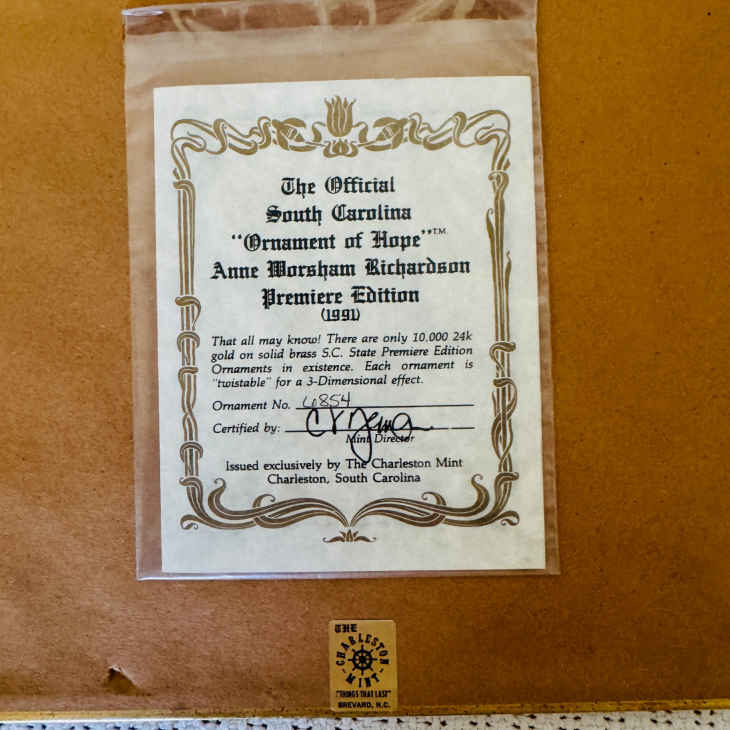 The Official
South Carolina
“Ornament of Hope”™
Anne Worsham Richardson
Premiere Edition
(1991)
That all may know! There are only 10,000 24k
gold on solid brass S.C. State Premiere Edition
Ornaments in existence. Each ornament is
"twistable" for a 3-Dimensional effect.
Ornament No. 6854
Certified by:
Mint Director
Issued exclusively by The Charleston Mint
Charleston, South Carolina
THE
CHARLESTON
MINT
"THINGS THAT LAST"
BREVARD, N.C.